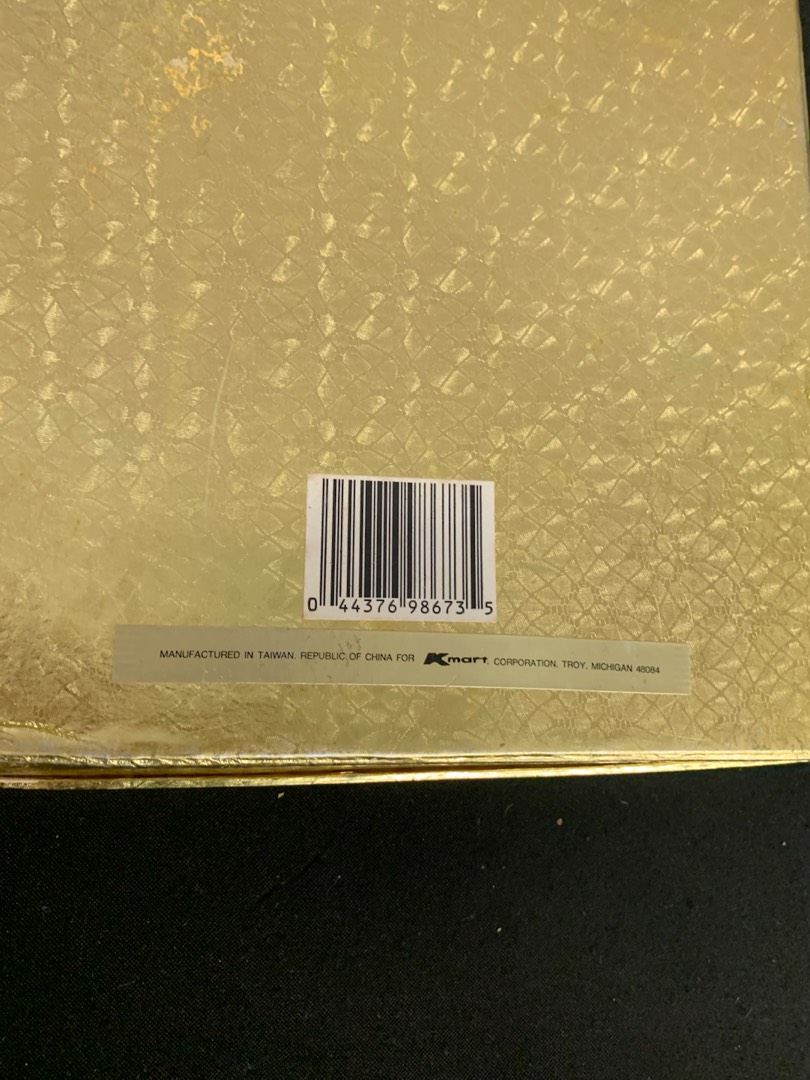 0 44376 98673 5
MANUFACTURED IN TAIWAN. REPUBLIC OF CHINA FOR Kmart. CORPORATION. TROY. MICHIGAN 48084